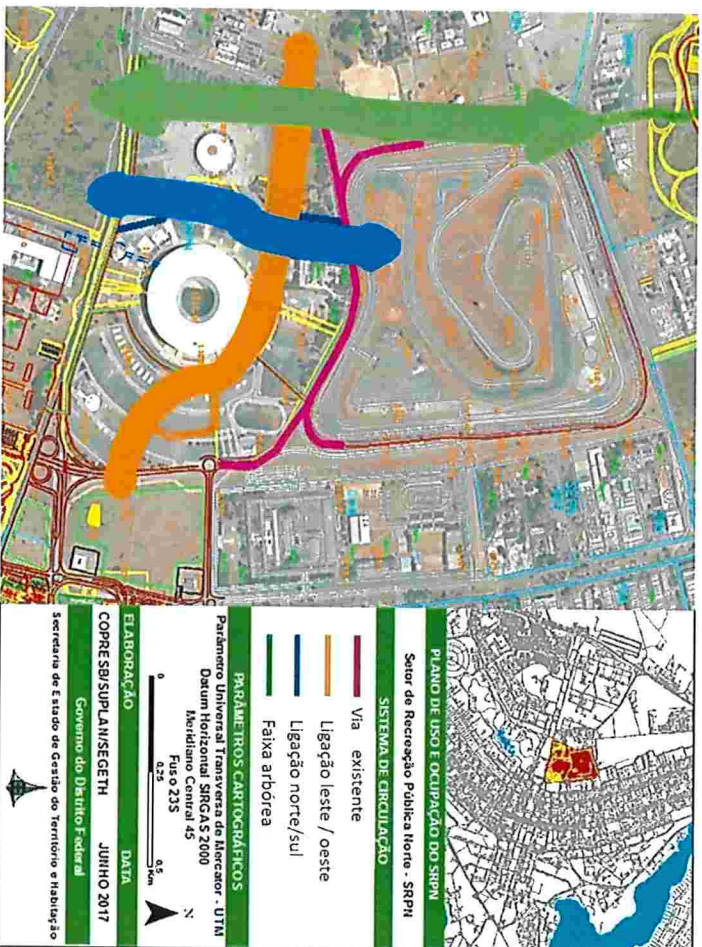 PLANO DE USO E OCUPAÇÃO DO SRPN
Setor de Recreação Pública Norte - SRPN
SISTEMA DE CIRCULAÇÃO
Via existente
Ligação leste / oeste
Ligação norte/sul
Faixa arbórea
PARÂMETROS CARTOGRÁFICOS
Parâmetro Universal Transversa de Mercator - UTM
Datum Horizontal SIRGAS 2000
Meridiano Central 45
Fuso 23S
N
0 0,25 0,5
Km
ELABORAÇÃO DATA
COPRESB/SUPLAN/SEGETH JUNHO 2017
Governo do Distrito Federal
Secretaria de Estado de Gestão do Território e Habitação